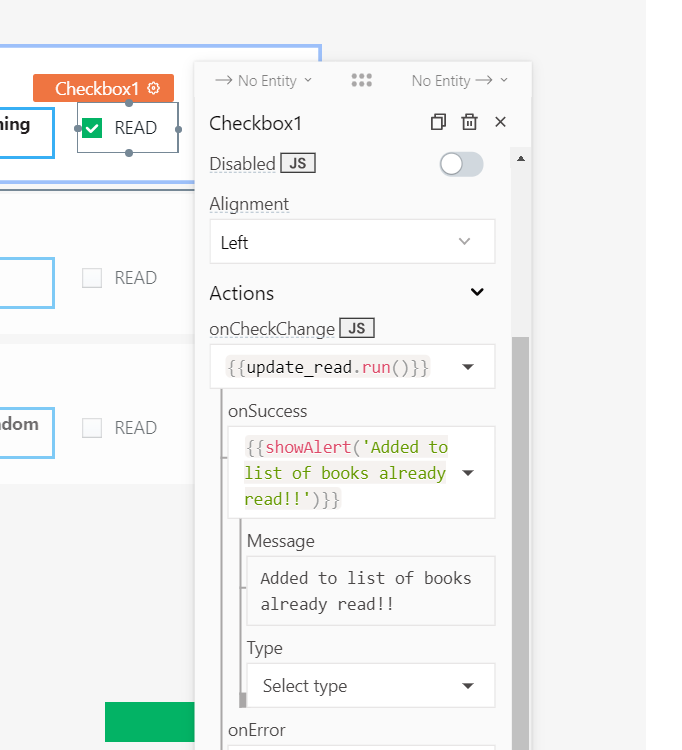 No Entity
No Entity
Checkbox1
ning
READ
Checkbox1
Disabled JS
Alignment
Left
READ
Actions
onCheckChange JS
{{update_read.run()}}
onSuccess
dom
READ
{{showAlert('Added to
list of books already
read!!')}}
Message
Added to list of books
already read!!
Type
Select type
onError